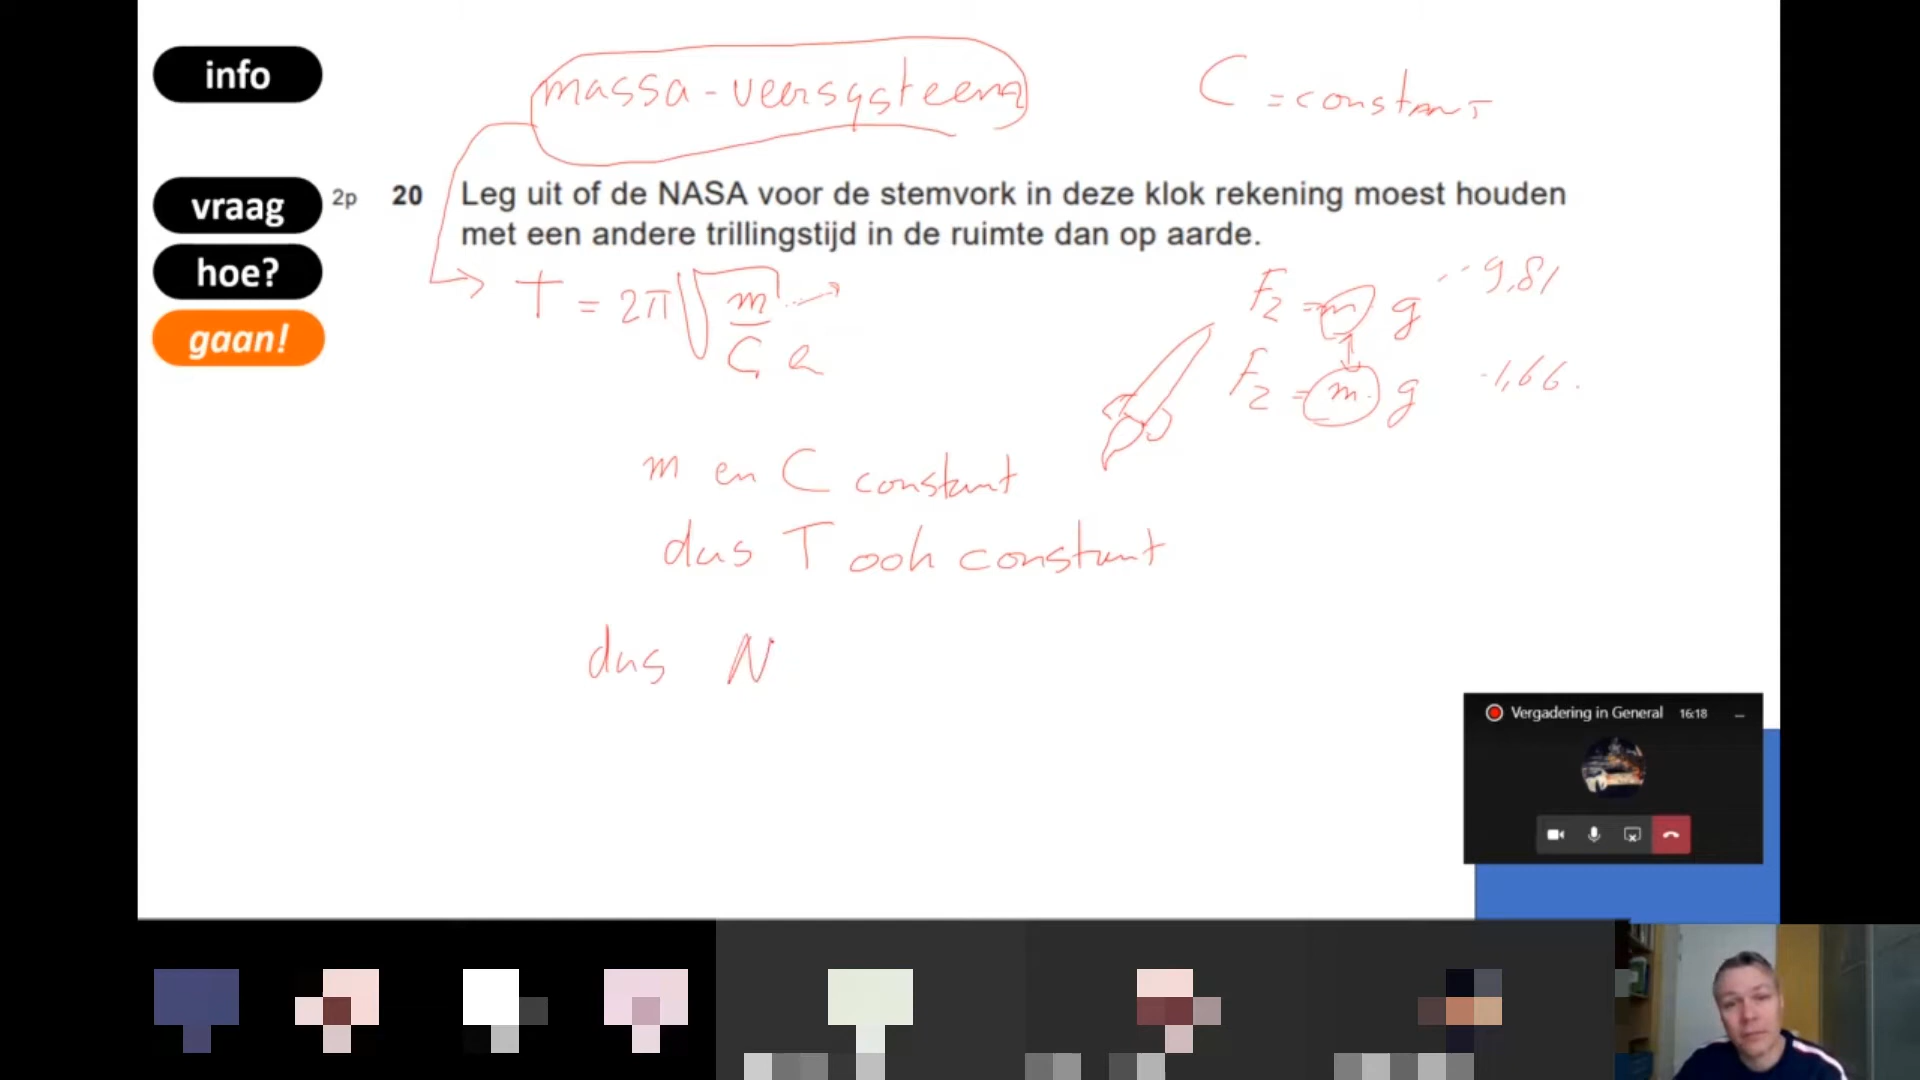 info
massa-veersysteem
C = constant
vraag
2p 20 Leg uit of de NASA voor de stemvork in deze klok rekening moest houden
met een andere trillingstijd in de ruimte dan op aarde.
hoe?
gaan!
T = 2π√m/C
Fz = m g 9,81
Fz = m. g 1,66.
m en C constant
dus T ook constant
dus N
Vergadering in General 16:18